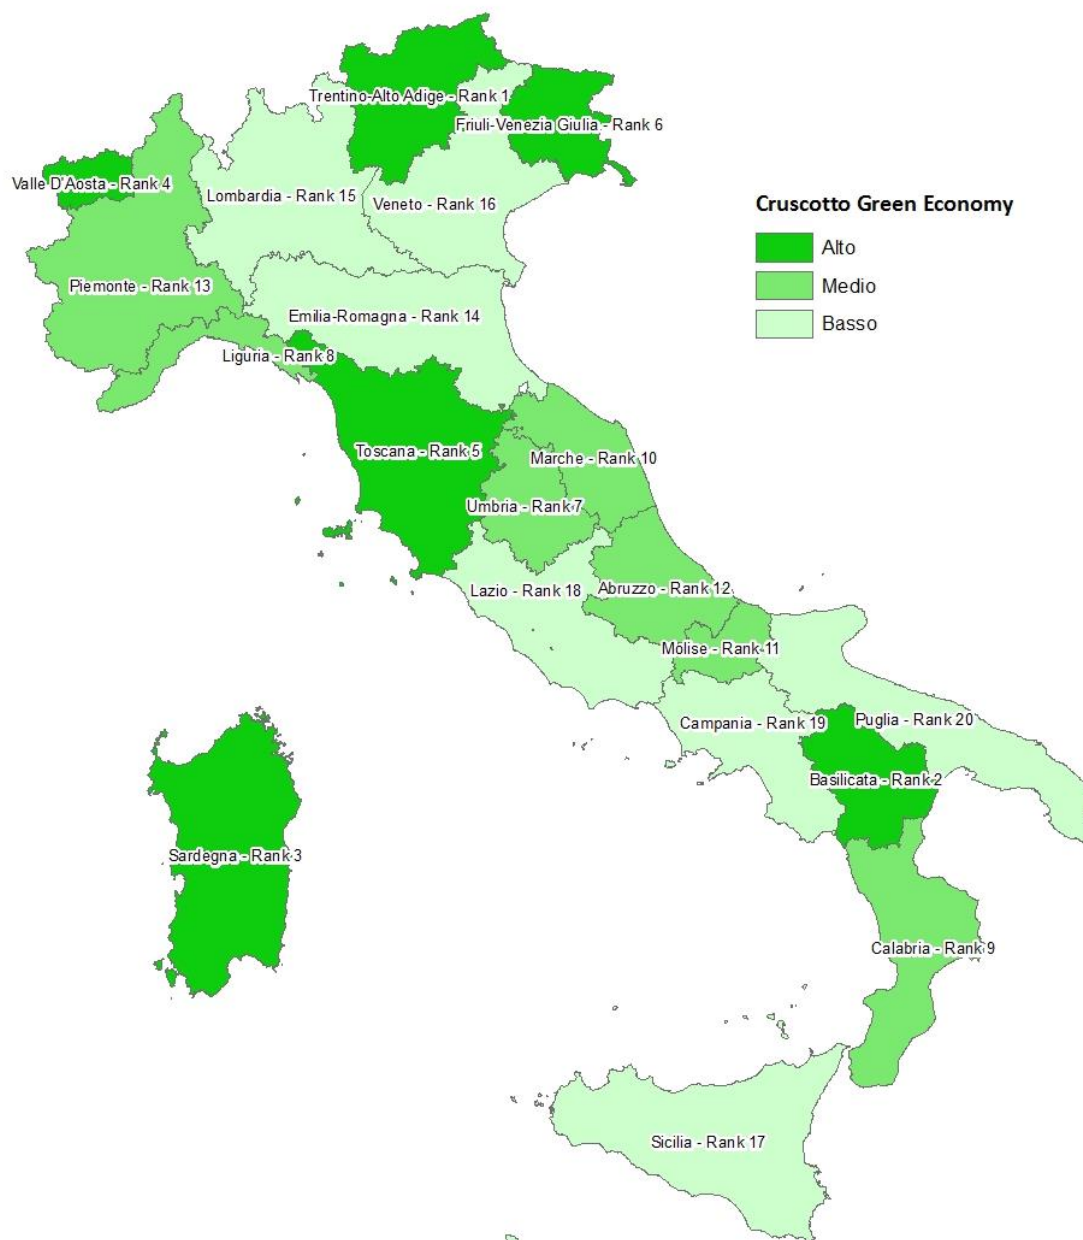 Trentino-Alto Adige - Rank 1
Friuli-Venezia Giulia - Rank 6
Valle D'Aosta - Rank 4
Lombardia - Rank 15
Veneto - Rank 16
Cruscotto Green Economy
Alto
Medio
Basso
Piemonte - Rank 13
Emilia-Romagna - Rank 14
Liguria - Rank 8
Toscana - Rank 5
Marche - Rank 10
Umbria - Rank 7
Lazio - Rank 18
Abruzzo - Rank 12
Molise - Rank 11
Campania - Rank 19
Puglia - Rank 20
Basilicata - Rank 2
Sardegna - Rank 3
Calabria - Rank 9
Sicilia - Rank 17